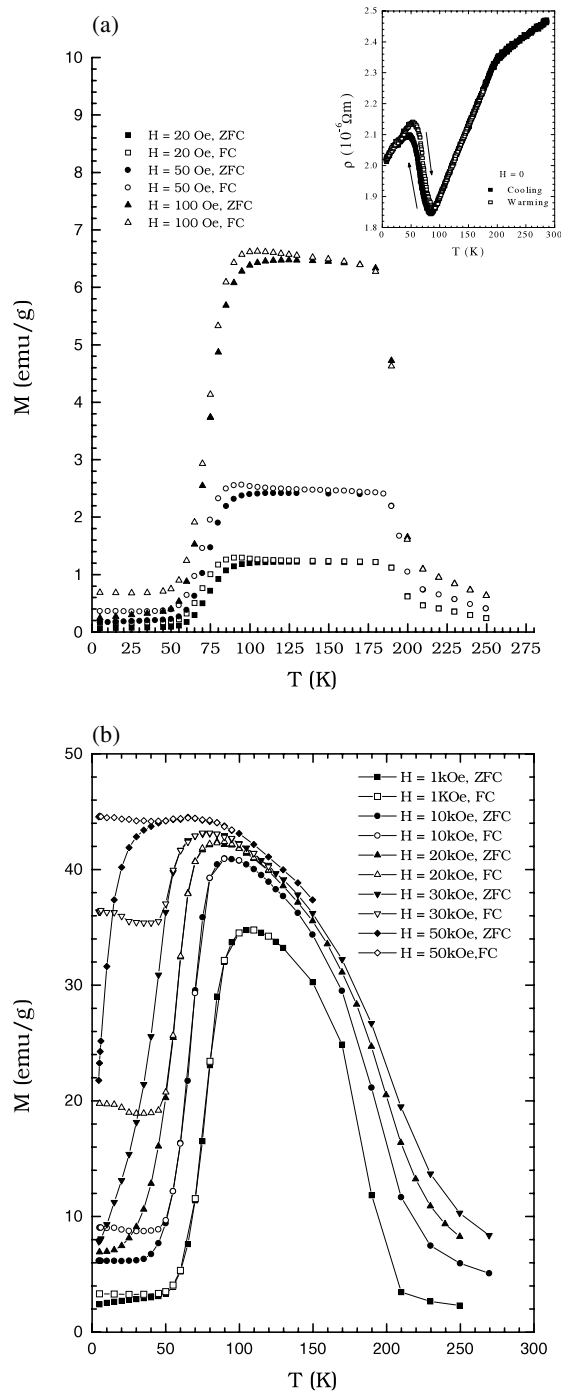 (a)
10
9
8
7
6
5
4
3
2
1
0
M (emu/g)
H = 20 Oe, ZFC
H = 20 Oe, FC
H = 50 Oe, ZFC
H = 50 Oe, FC
H = 100 Oe, ZFC
H = 100 Oe, FC
0 25 50 75 100 125 150 175 200 225 250 275
T (K)
2.5
2.4
2.3
2.2
2.1
2.0
1.9
1.8
ρ (10⁻⁶ Ωm)
H = 0
Cooling
Warming
0 50 100 150 200 250 300
T (K)
(b)
50
40
30
20
10
0
M (emu/g)
H = 1kOe, ZFC
H = 1KOe, FC
H = 10kOe, ZFC
H = 10kOe, FC
H = 20kOe, ZFC
H = 20kOe, FC
H = 30kOe, ZFC
H = 30kOe, FC
H = 50kOe, ZFC
H = 50kOe,FC
0 50 100 150 200 250 300
T (K)